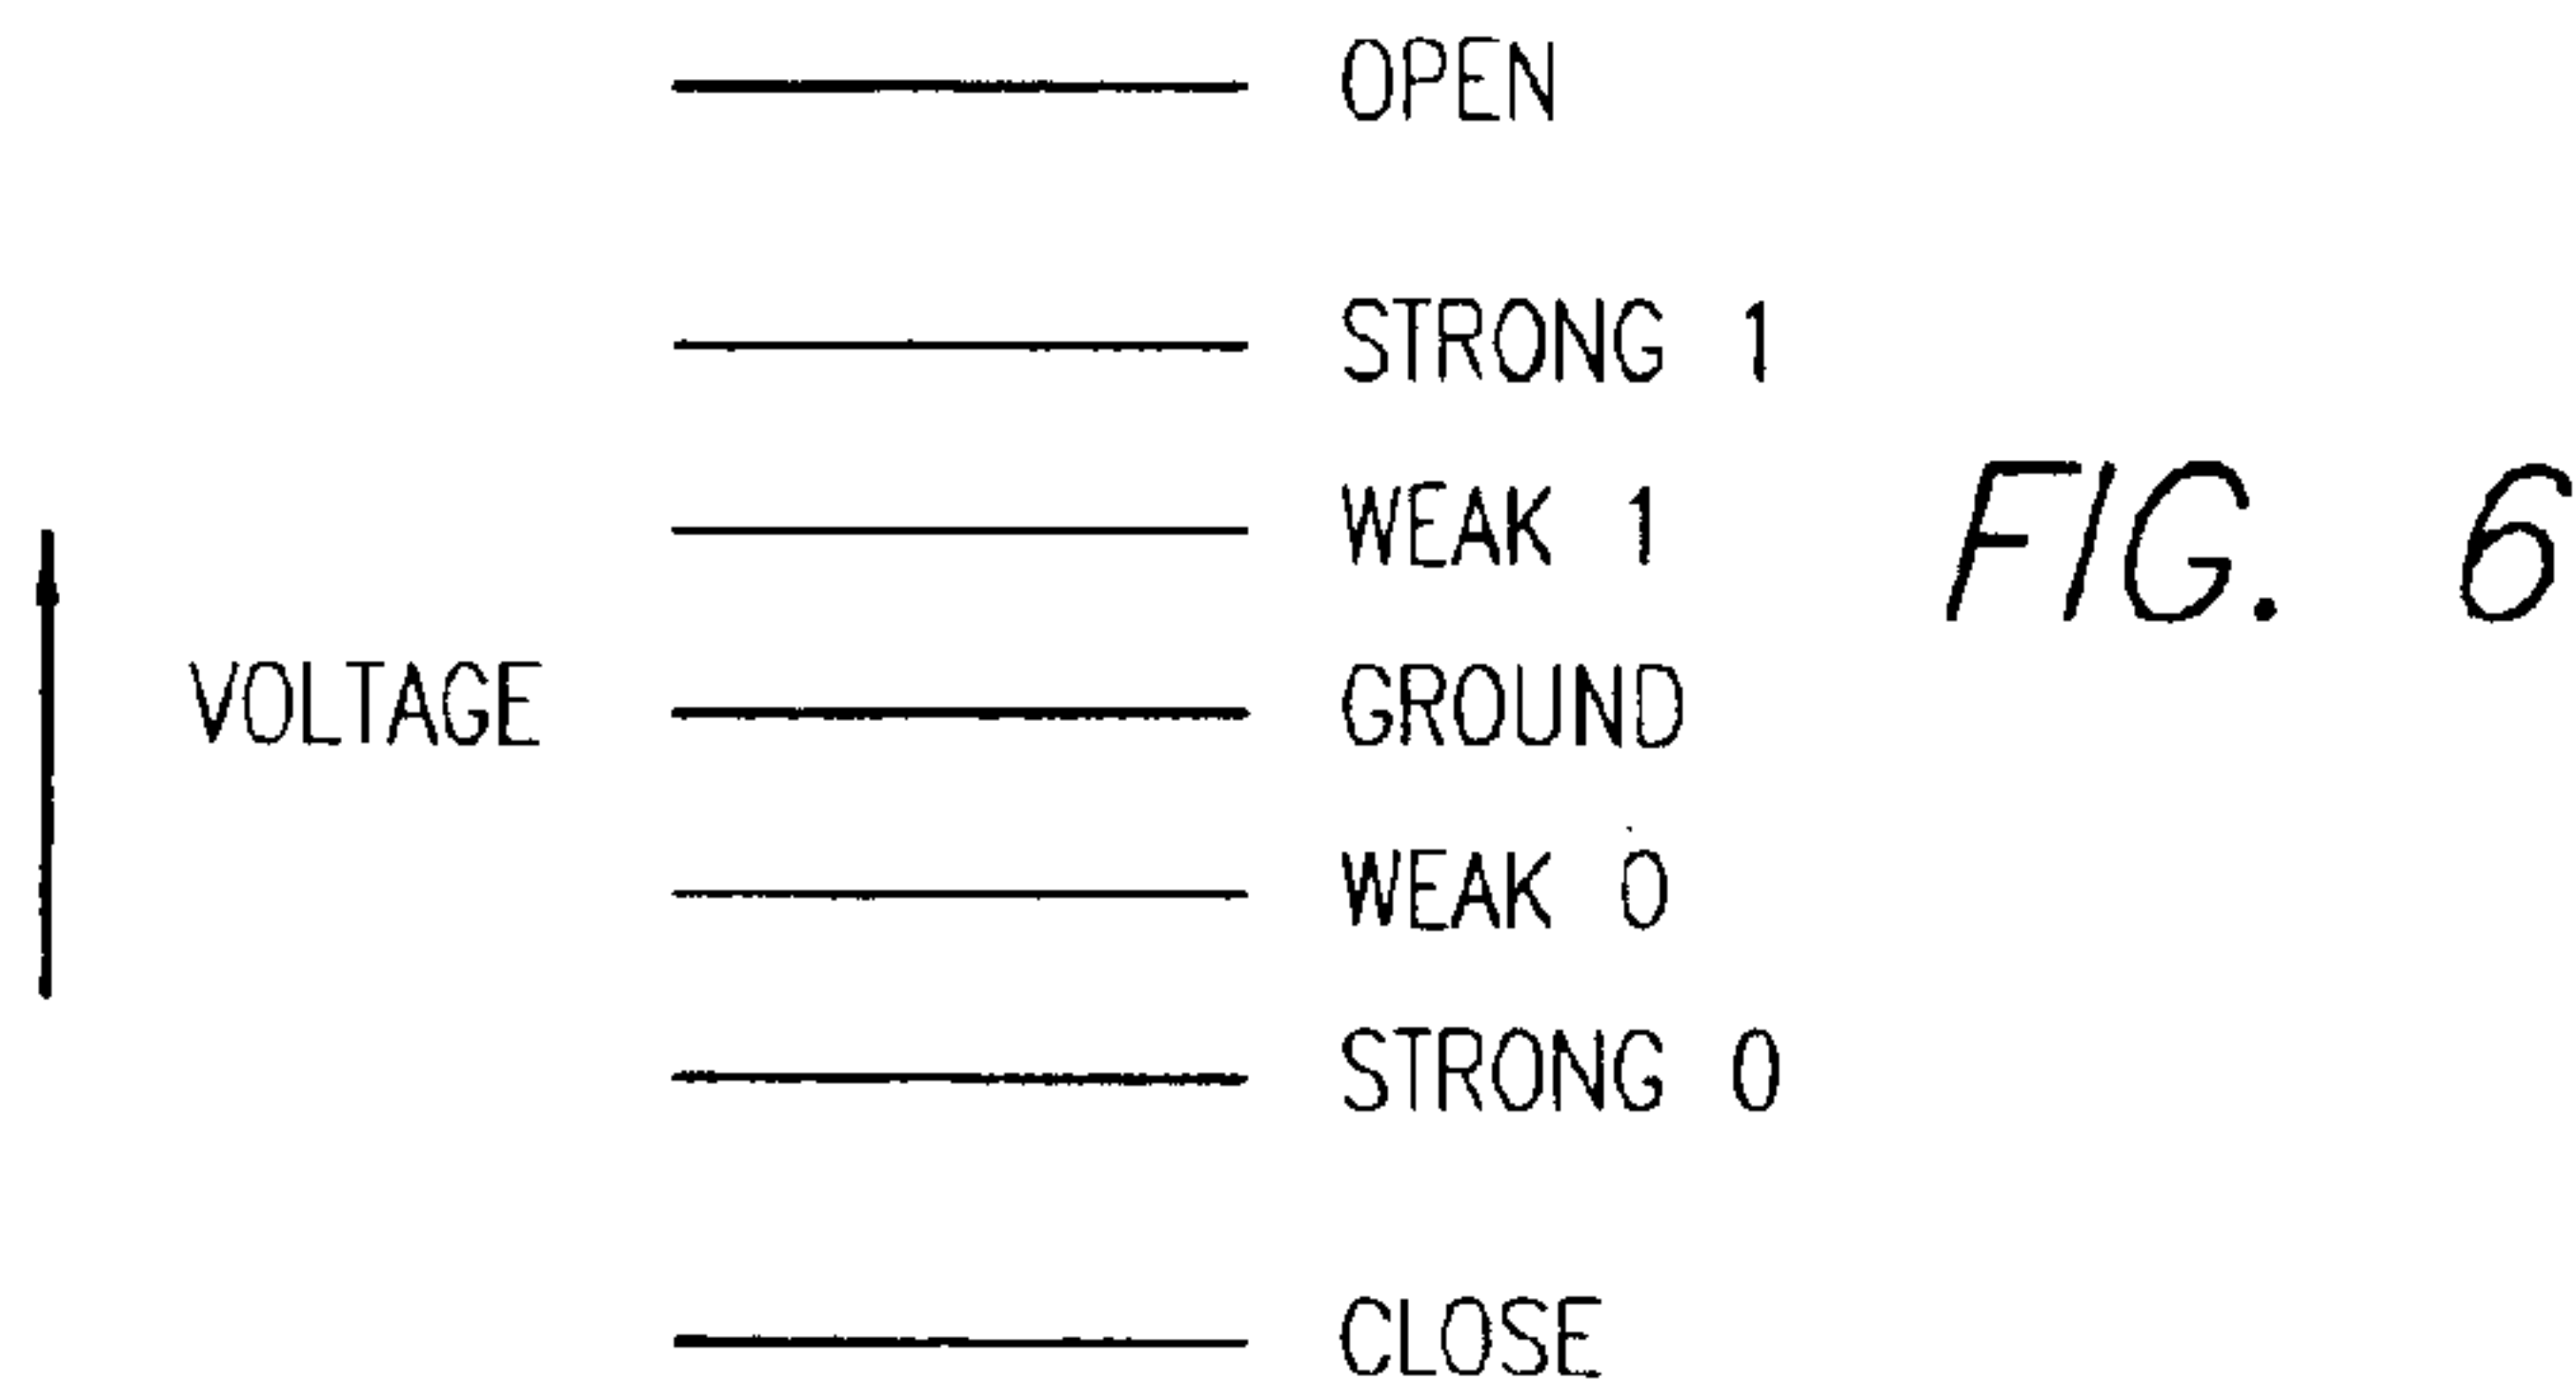 OPEN
STRONG 1
WEAK 1
FIG. 6
VOLTAGE
GROUND
WEAK 0
STRONG 0
CLOSE